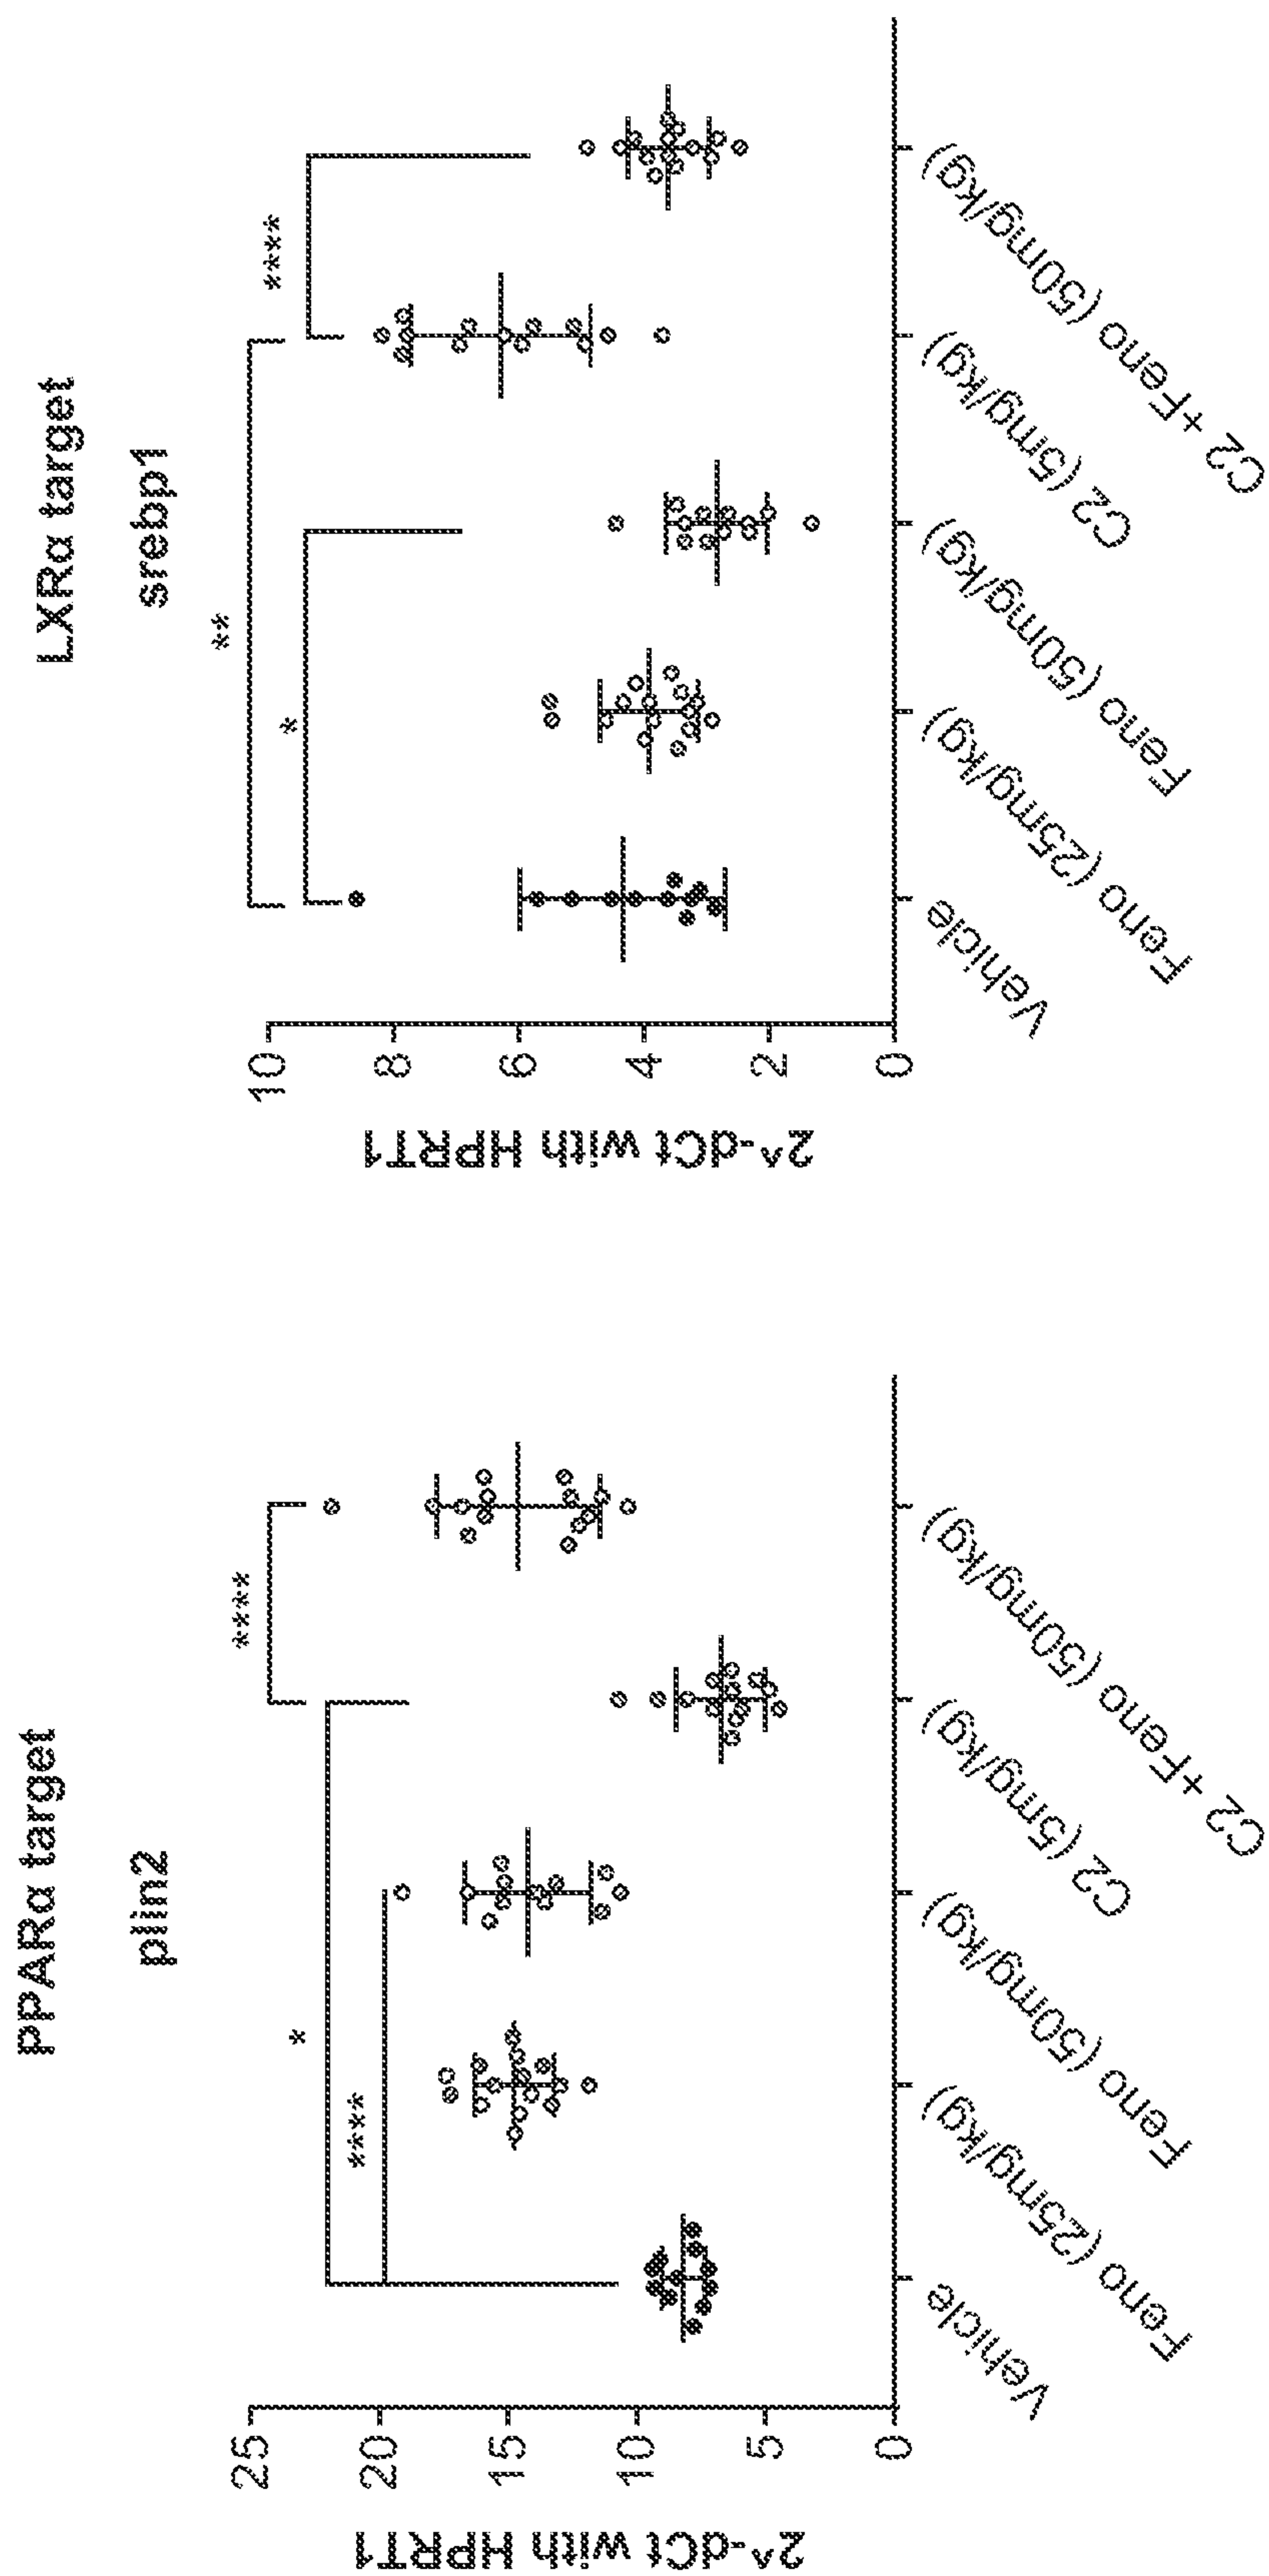 PPARα target
plin2
2^-dCt with HPRT1
25
20
15
10
5
0
****
*
****
Vehicle
Feno (25mg/kg)
Feno (50mg/kg)
C2 (5mg/kg)
C2 +Feno (50mg/kg)
LXRα target
srebp1
2^-dCt with HPRT1
10
8
6
4
2
0
**
*
****
Vehicle
Feno (25mg/kg)
Feno (50mg/kg)
C2 (5mg/kg)
C2 +Feno (50mg/kg)